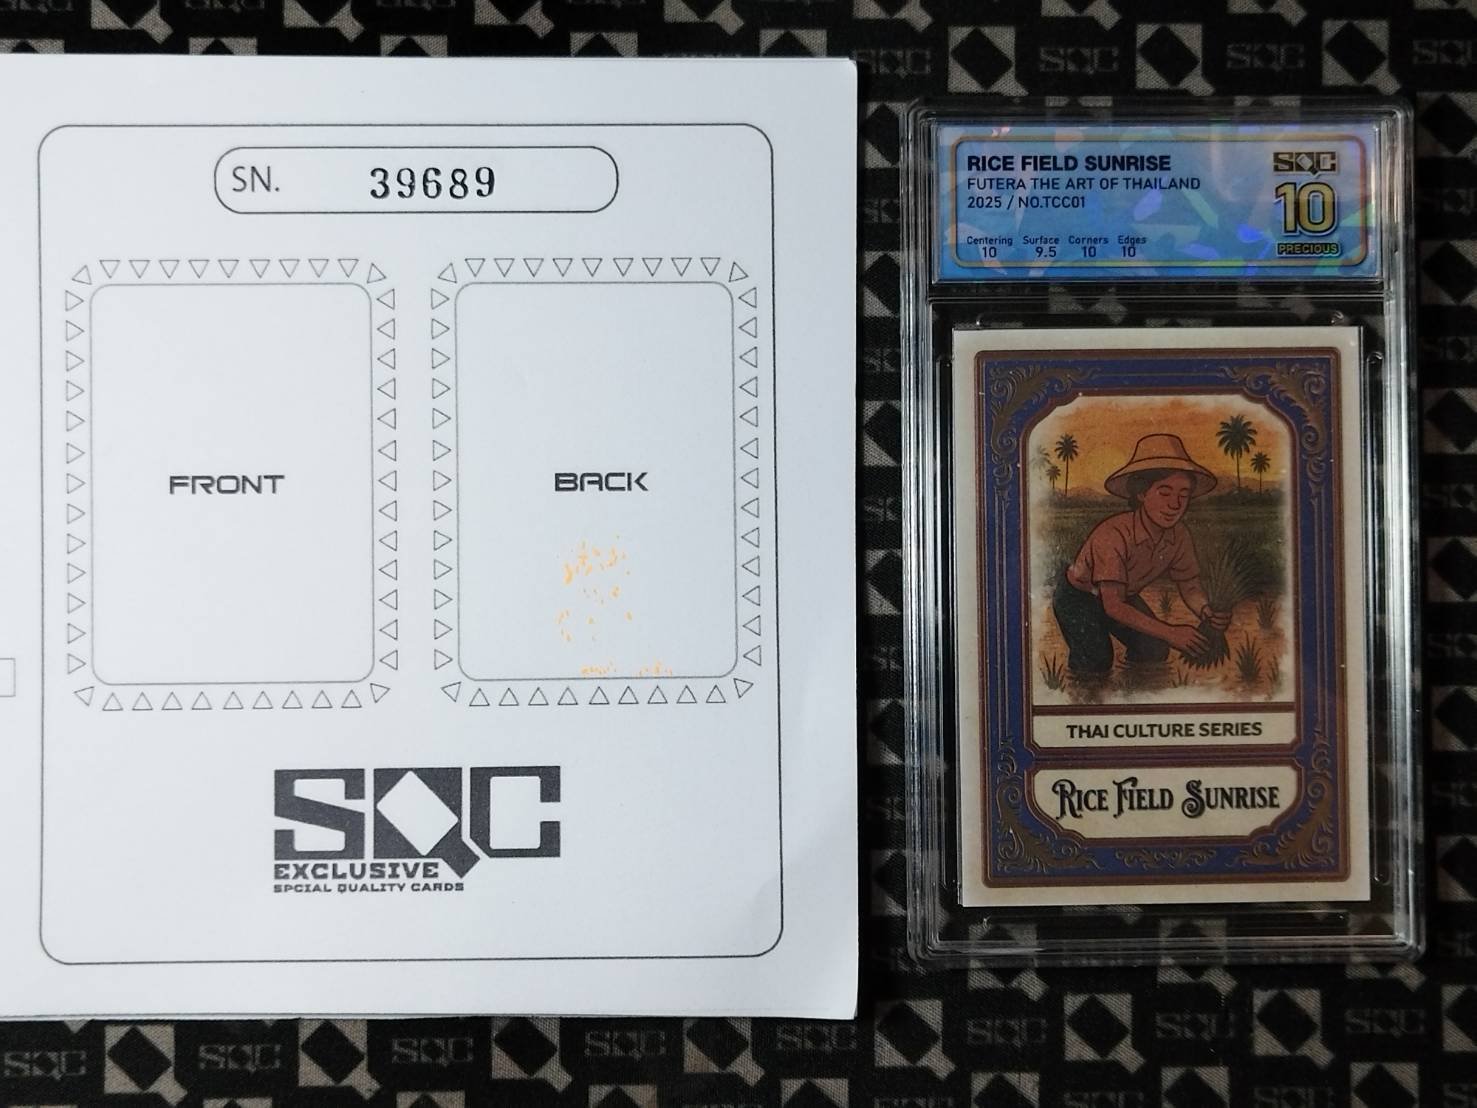 SN. 39689
FRONT
BACK
SQC
EXCLUSIVE
SPCIAL QUALITY CARDS
RICE FIELD SUNRISE
FUTERA THE ART OF THAILAND
2025 / NO.TCC01
Centering Surface Corners Edges
10 9.5 10 10
SQC
10
PRECIOUS
THAI CULTURE SERIES
RICE FIELD SUNRISE